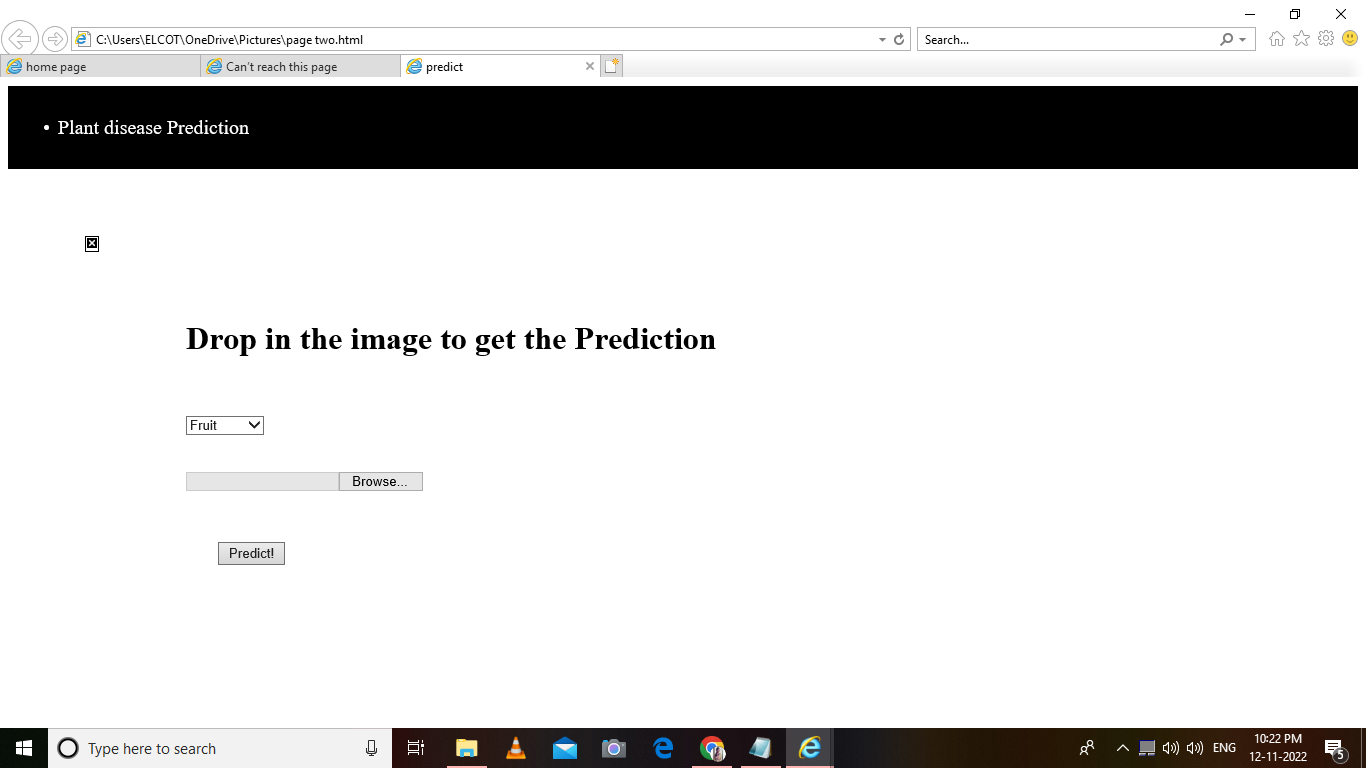 C:\Users\ELCOT\OneDrive\Pictures\page two.html
Search...
home page
Can't reach this page
predict
• Plant disease Prediction
Drop in the image to get the Prediction
Fruit
Browse...
Predict!
Type here to search
ENG
10:22 PM
12-11-2022
5